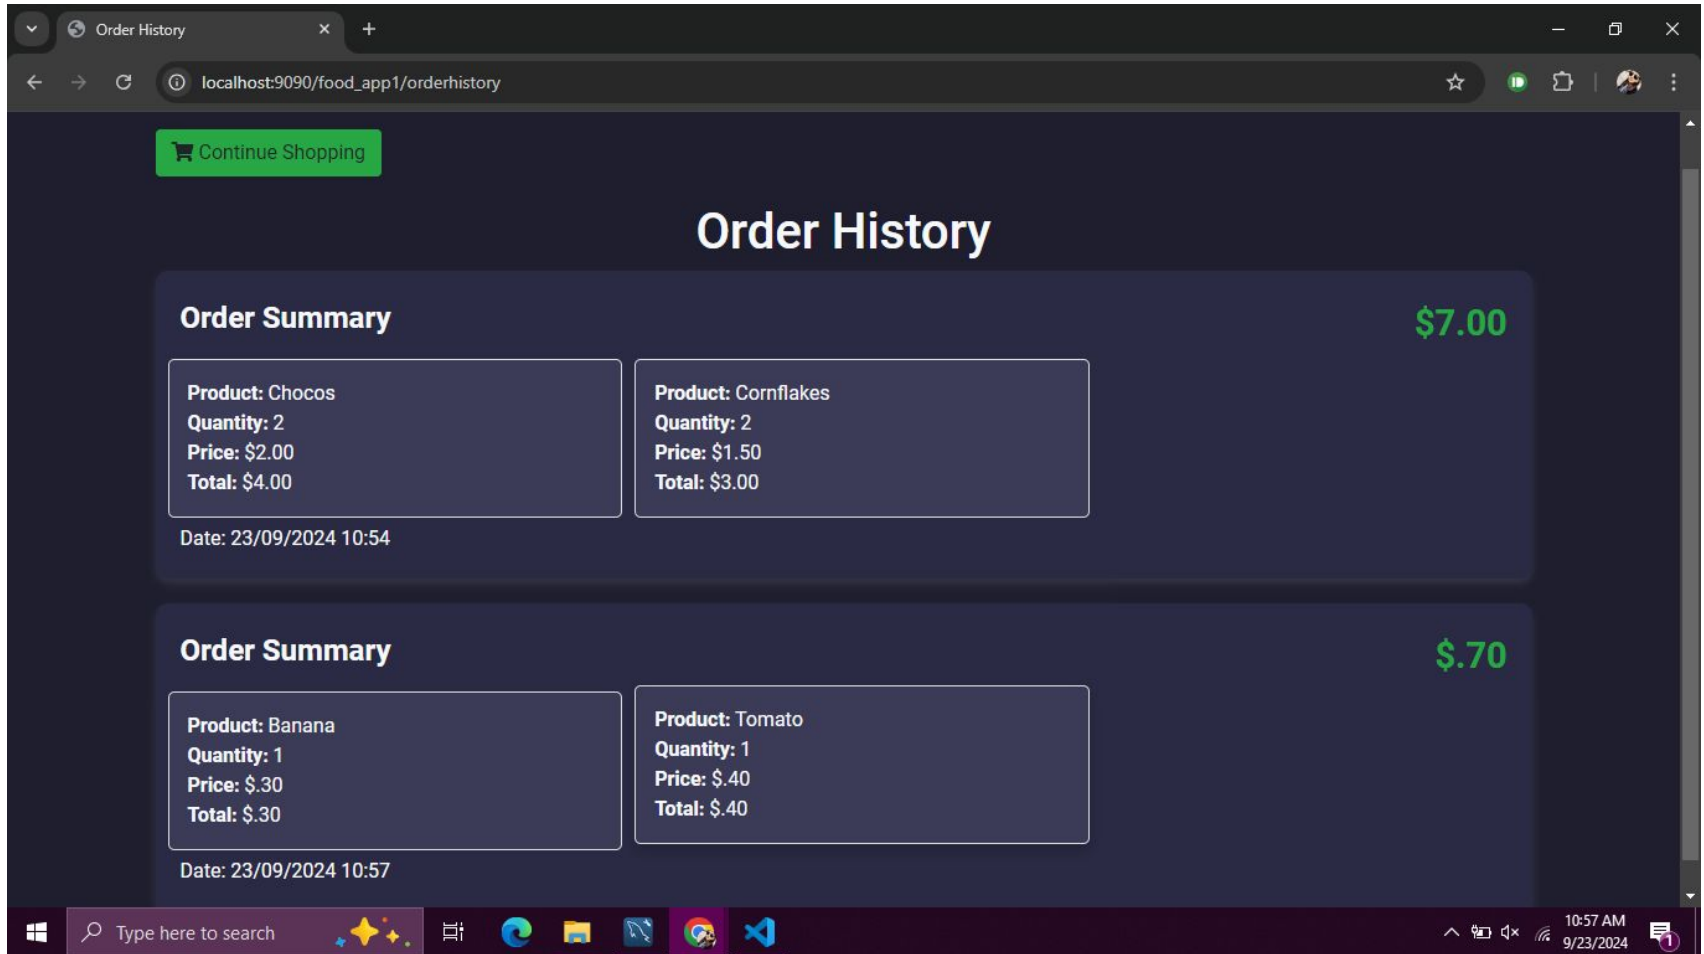 Order History
localhost:9090/food_app1/orderhistory
Continue Shopping
Order History
Order Summary
$7.00
Product: Chocos
Quantity: 2
Price: $2.00
Total: $4.00
Product: Cornflakes
Quantity: 2
Price: $1.50
Total: $3.00
Date: 23/09/2024 10:54
Order Summary
$.70
Product: Banana
Quantity: 1
Price: $.30
Total: $.30
Product: Tomato
Quantity: 1
Price: $.40
Total: $.40
Date: 23/09/2024 10:57
Type here to search
10:57 AM
9/23/2024
1